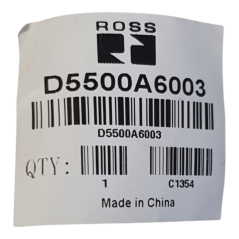 ROSS
D5500A6003
D5500A6003
QTY:
1 C1354
Made in China